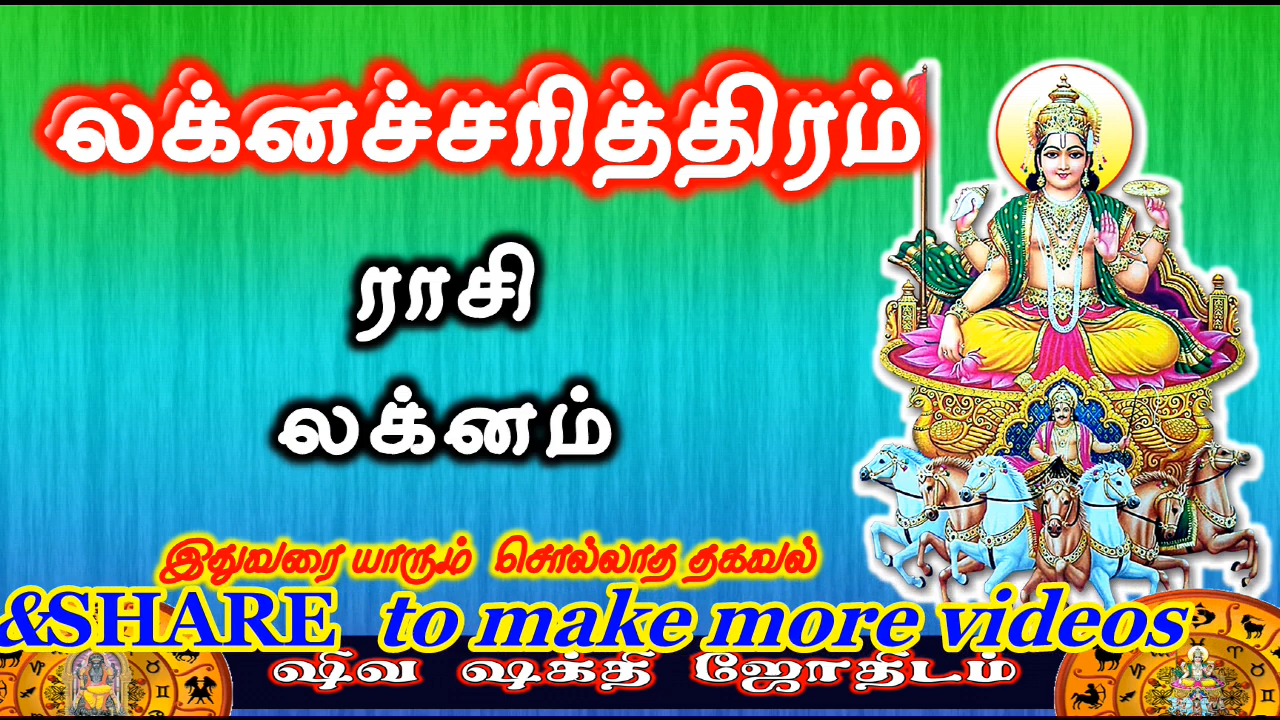 லக்னச்சரித்திரம்
ராசி
லக்னம்
இதுவரை யாரும் சொல்லாத தகவல்
&SHARE to make more videos
ஷிவ ஷக்தி ஜோதிடம்